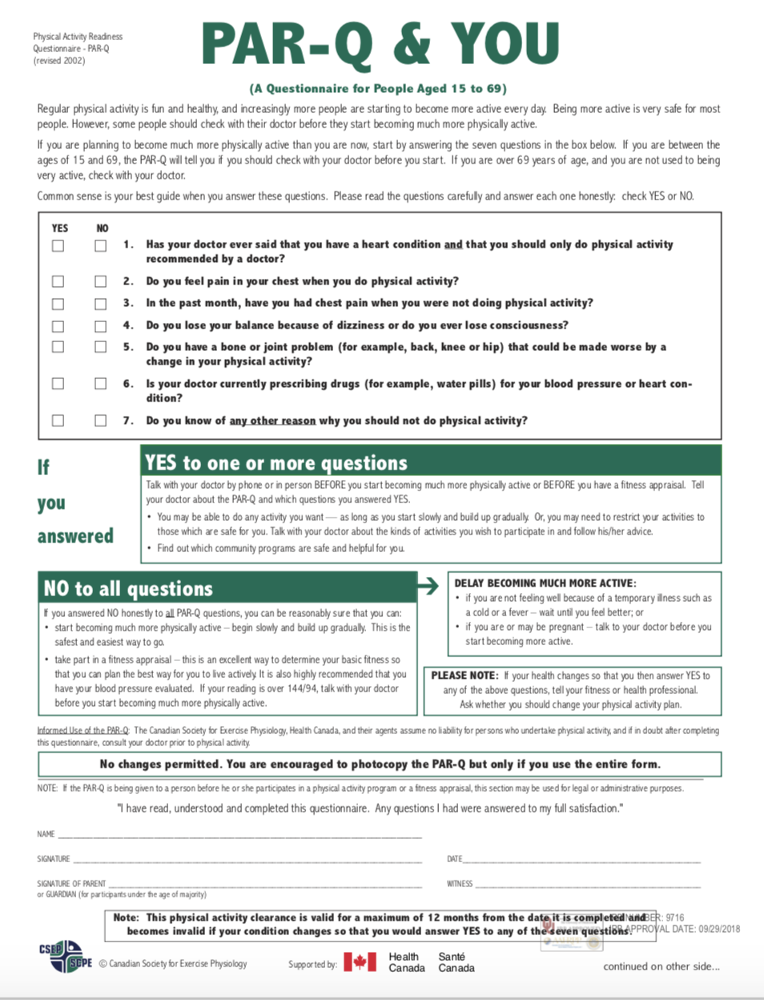 Physical Activity Readiness
Questionnaire - PAR-Q
(revised 2002)
PAR-Q & YOU
(A Questionnaire for People Aged 15 to 69)
Regular physical activity is fun and healthy, and increasingly more people are starting to become more active every day. Being more active is very safe for most
people. However, some people should check with their doctor before they start becoming much more physically active.
If you are planning to become much more physically active than you are now, start by answering the seven questions in the box below. If you are between the
ages of 15 and 69, the PAR-Q will tell you if you should check with your doctor before you start. If you are over 69 years of age, and you are not used to being
very active, check with your doctor.
Common sense is your best guide when you answer these questions. Please read the questions carefully and answer each one honestly: check YES or NO.
YES NO
1. Has your doctor ever said that you have a heart condition and that you should only do physical activity
recommended by a doctor?
2. Do you feel pain in your chest when you do physical activity?
3. In the past month, have you had chest pain when you were not doing physical activity?
4. Do you lose your balance because of dizziness or do you ever lose consciousness?
5. Do you have a bone or joint problem (for example, back, knee or hip) that could be made worse by a
change in your physical activity?
6. Is your doctor currently prescribing drugs (for example, water pills) for your blood pressure or heart con-
dition?
7. Do you know of any other reason why you should not do physical activity?
If
you
answered
YES to one or more questions
Talk with your doctor by phone or in person BEFORE you start becoming much more physically active or BEFORE you have a fitness appraisal. Tell
your doctor about the PAR-Q and which questions you answered YES.
• You may be able to do any activity you want — as long as you start slowly and build up gradually. Or, you may need to restrict your activities to
those which are safe for you. Talk with your doctor about the kinds of activities you wish to participate in and follow his/her advice.
• Find out which community programs are safe and helpful for you.
NO to all questions
If you answered NO honestly to all PAR-Q questions, you can be reasonably sure that you can:
• start becoming much more physically active – begin slowly and build up gradually. This is the
safest and easiest way to go.
• take part in a fitness appraisal – this is an excellent way to determine your basic fitness so
that you can plan the best way for you to live actively. It is also highly recommended that you
have your blood pressure evaluated. If your reading is over 144/94, talk with your doctor
before you start becoming much more physically active.
DELAY BECOMING MUCH MORE ACTIVE:
• if you are not feeling well because of a temporary illness such as
a cold or a fever – wait until you feel better; or
• if you are or may be pregnant – talk to your doctor before you
start becoming more active.
PLEASE NOTE: If your health changes so that you then answer YES to
any of the above questions, tell your fitness or health professional.
Ask whether you should change your physical activity plan.
Informed Use of the PAR-Q: The Canadian Society for Exercise Physiology, Health Canada, and their agents assume no liability for persons who undertake physical activity, and if in doubt after completing
this questionnaire, consult your doctor prior to physical activity.
No changes permitted. You are encouraged to photocopy the PAR-Q but only if you use the entire form.
NOTE: If the PAR-Q is being given to a person before he or she participates in a physical activity program or a fitness appraisal, this section may be used for legal or administrative purposes.
"I have read, understood and completed this questionnaire. Any questions I had were answered to my full satisfaction."
NAME
SIGNATURE DATE
SIGNATURE OF PARENT WITNESS
or GUARDIAN (for participants under the age of majority)
Note: This physical activity clearance is valid for a maximum of 12 months from the date it is completed and
becomes invalid if your condition changes so that you would answer YES to any of the seven questions.
NUMBER: 9716
APPROVAL DATE: 09/29/2018
CSEP
SCPE
© Canadian Society for Exercise Physiology
Supported by:
Health Canada
Santé Canada
continued on other side...